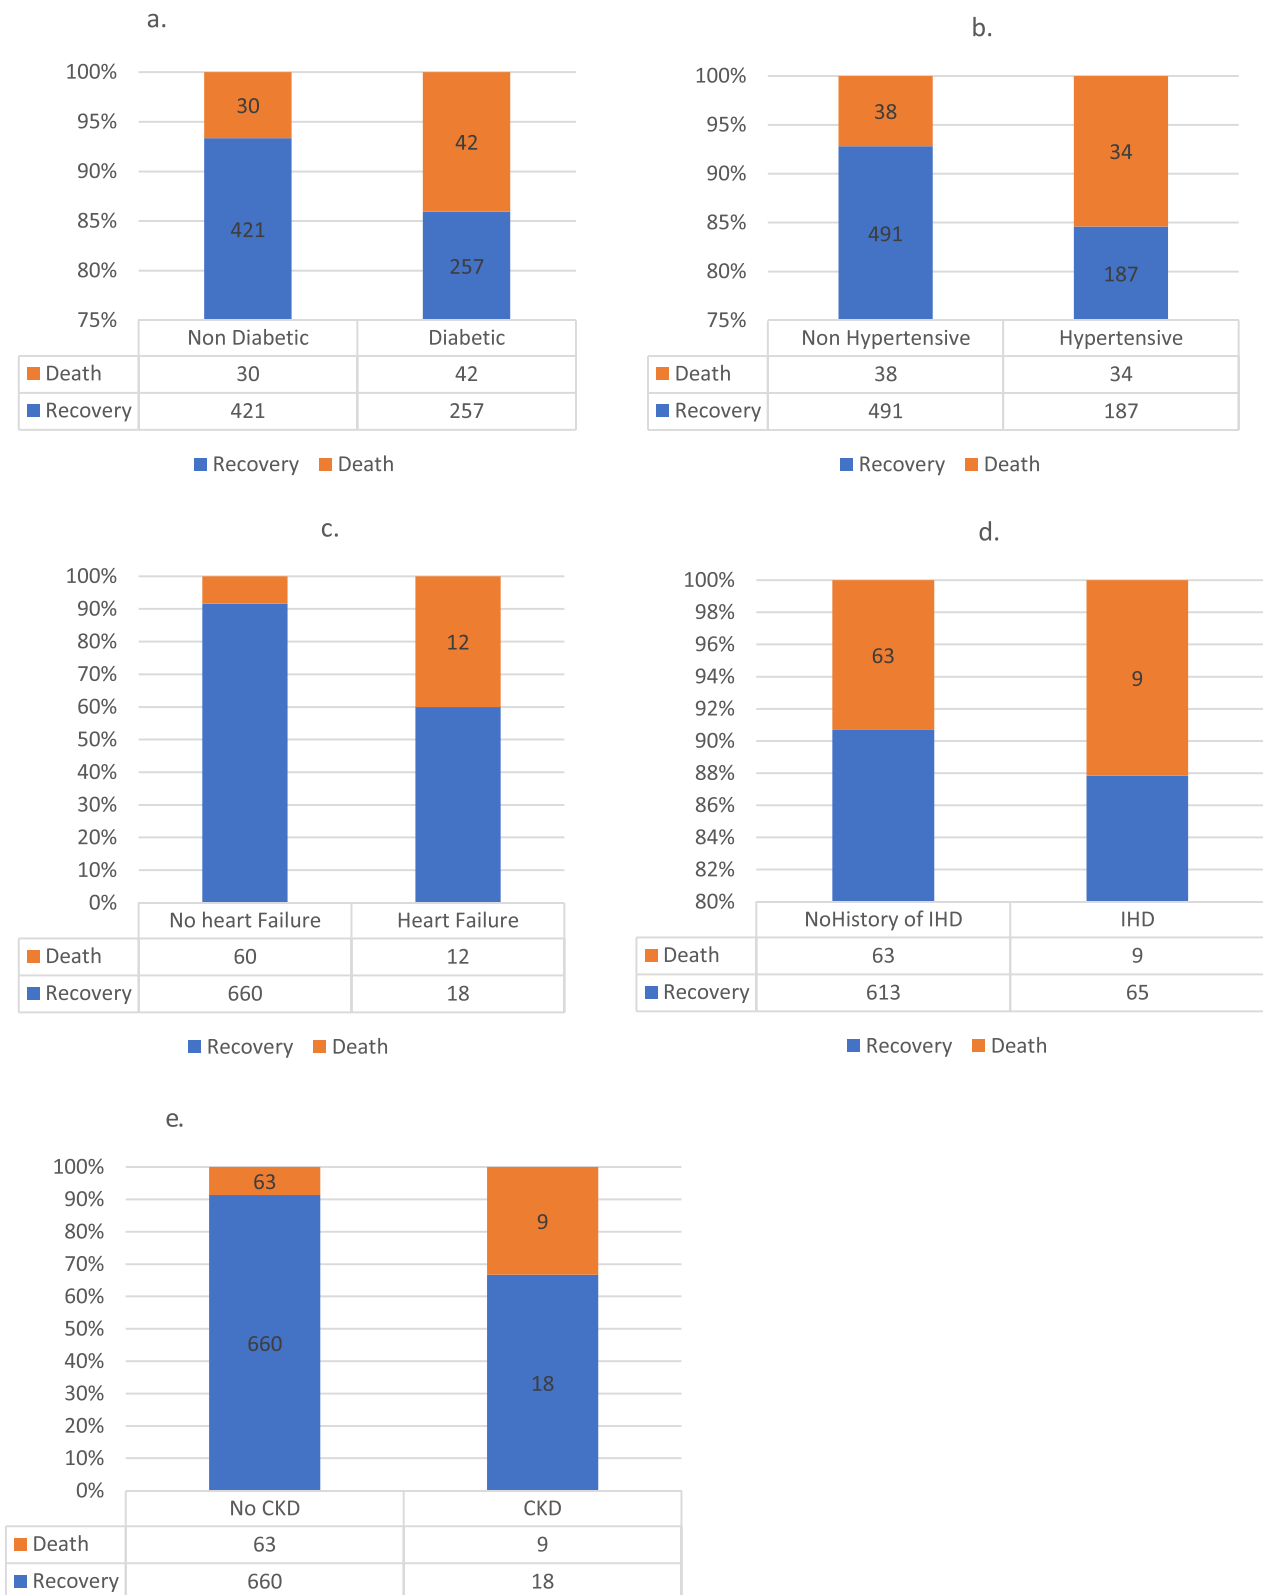 a.
100%
95%
90%
85%
80%
75%
30
42
421
257
Non Diabetic Diabetic
Death 30 42
Recovery 421 257
Recovery Death
b.
100%
95%
90%
85%
80%
75%
38
34
491
187
Non Hypertensive Hypertensive
Death 38 34
Recovery 491 187
Recovery Death
c.
100%
90%
80%
70%
60%
50%
40%
30%
20%
10%
0%
12
No heart Failure Heart Failure
Death 60 12
Recovery 660 18
Recovery Death
d.
100%
98%
96%
94%
92%
90%
88%
86%
84%
82%
80%
63
9
NoHistory of IHD IHD
Death 63 9
Recovery 613 65
Recovery Death
e.
100%
90%
80%
70%
60%
50%
40%
30%
20%
10%
0%
63
9
660
18
No CKD CKD
Death 63 9
Recovery 660 18